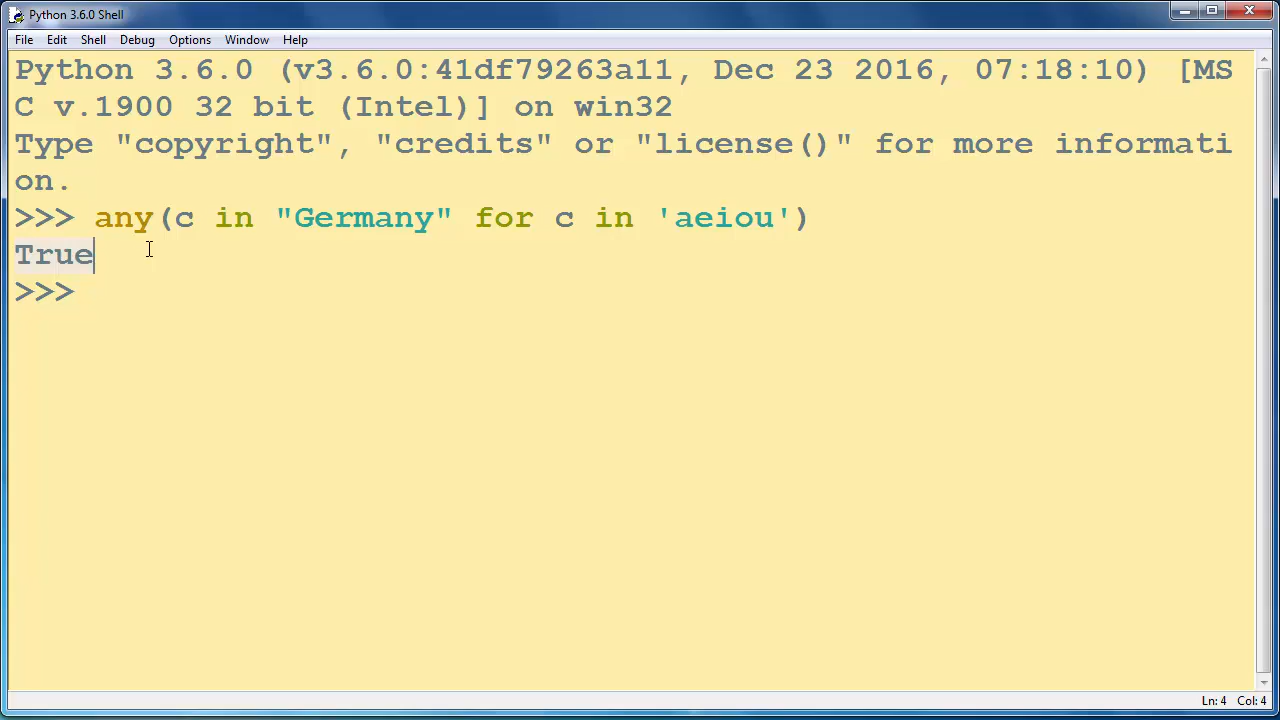 Python 3.6.0 Shell
File Edit Shell Debug Options Window Help
Python 3.6.0 (v3.6.0:41df79263a11, Dec 23 2016, 07:18:10) [MS
C v.1900 32 bit (Intel)] on win32
Type "copyright", "credits" or "license()" for more informati
on.
>>> any(c in "Germany" for c in 'aeiou')
True
>>>
Ln: 4 Col: 4